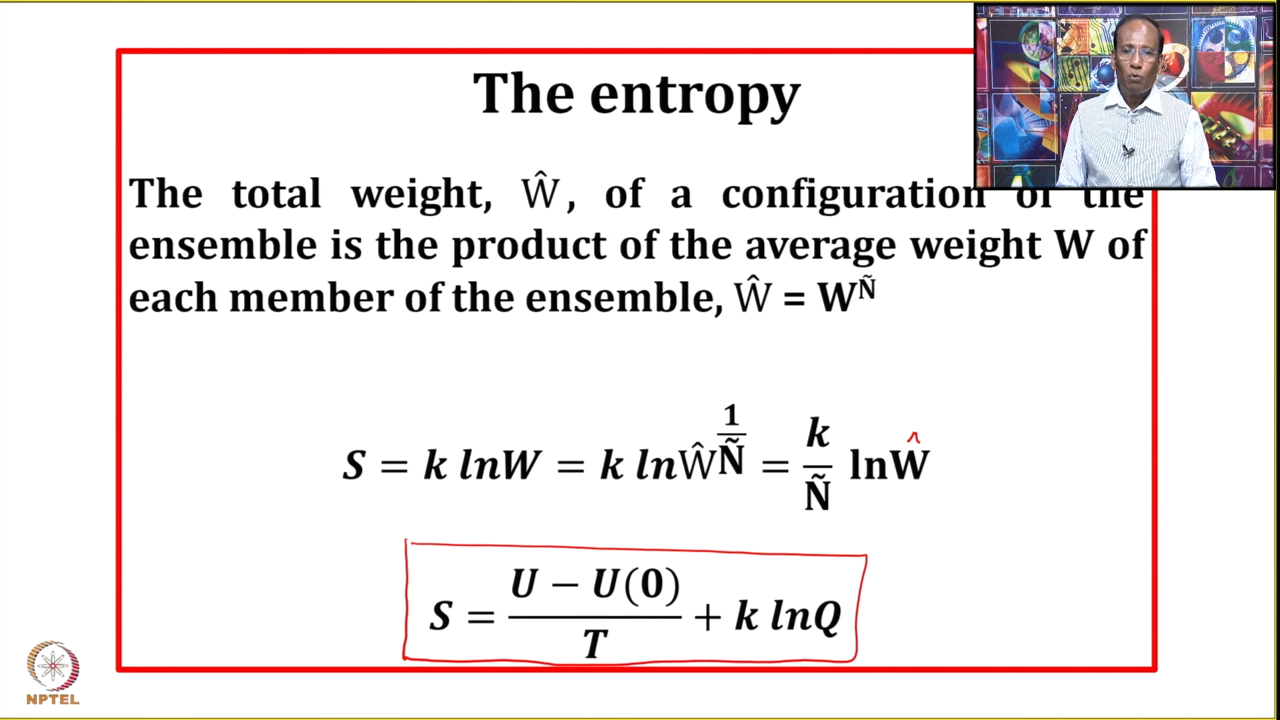 The entropy
The total weight, Ŵ, of a configuration of the
ensemble is the product of the average weight W of
each member of the ensemble, Ŵ = W^Ñ
S = k lnW = k lnŴ^(1/Ñ) = k/Ñ lnŴ
S = (U − U(0))/T + k lnQ
NPTEL